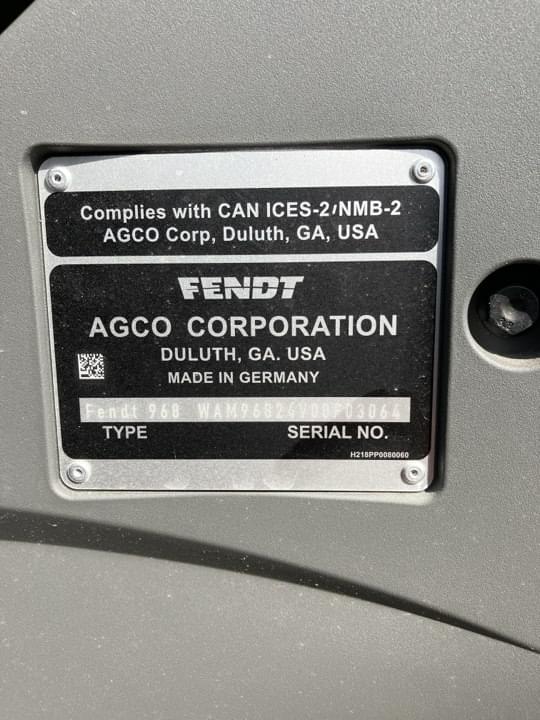 Complies with CAN ICES-2/NMB-2
AGCO Corp, Duluth, GA, USA
FENDT
AGCO CORPORATION
DULUTH, GA. USA
MADE IN GERMANY
Fendt 968 WAM96824V00F03064
TYPE SERIAL NO.
H218PP0080060